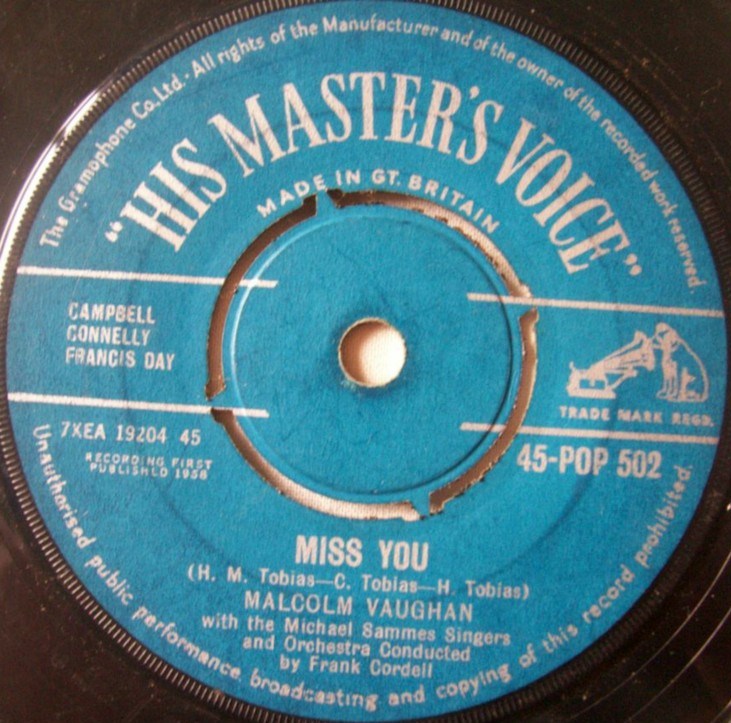 The Gramophone Co. Ltd. · All rights of the Manufacturer and of the owner of the recorded work reserved.
"HIS MASTER'S VOICE"
MADE IN GT. BRITAIN
CAMPBELL
CONNELLY
FRANCIS DAY
TRADE MARK REGD.
7XEA 19204 45
RECORDING FIRST
PUBLISHED 1958
45-POP 502
MISS YOU
(H. M. Tobias—C. Tobias—H. Tobias)
MALCOLM VAUGHAN
with the Michael Sammes Singers
and Orchestra Conducted
by Frank Cordell
Unauthorised public performance, broadcasting and copying of this record prohibited.